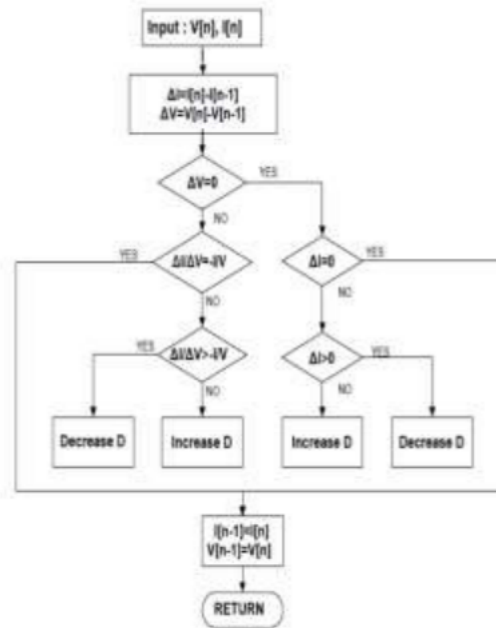 Input : V[n], I[n]
ΔI=I[n]-I[n-1]
ΔV=V[n]-V[n-1]
ΔV=0
YES
NO
YES
ΔI/ΔV=-I/V
ΔI=0
YES
NO
NO
YES
ΔI/ΔV>-I/V
ΔI>0
YES
NO
NO
Decrease D
Increase D
Increase D
Decrease D
I[n-1]=I[n]
V[n-1]=V[n]
RETURN